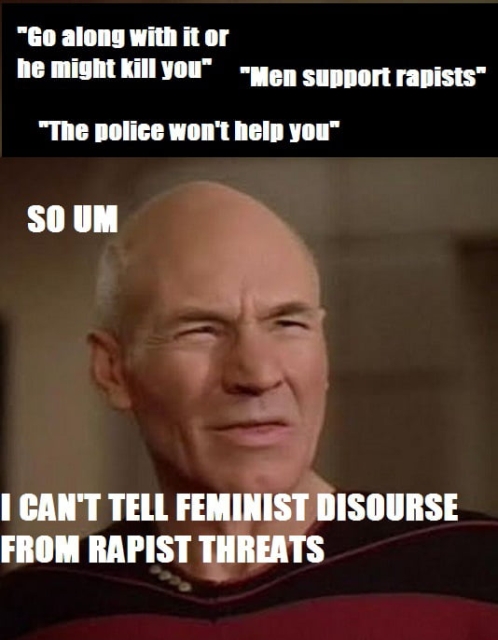 "Go along with it or
he might kill you"
"Men support rapists"
"The police won't help you"
SO UM
I CAN'T TELL FEMINIST DISOURSE
FROM RAPIST THREATS